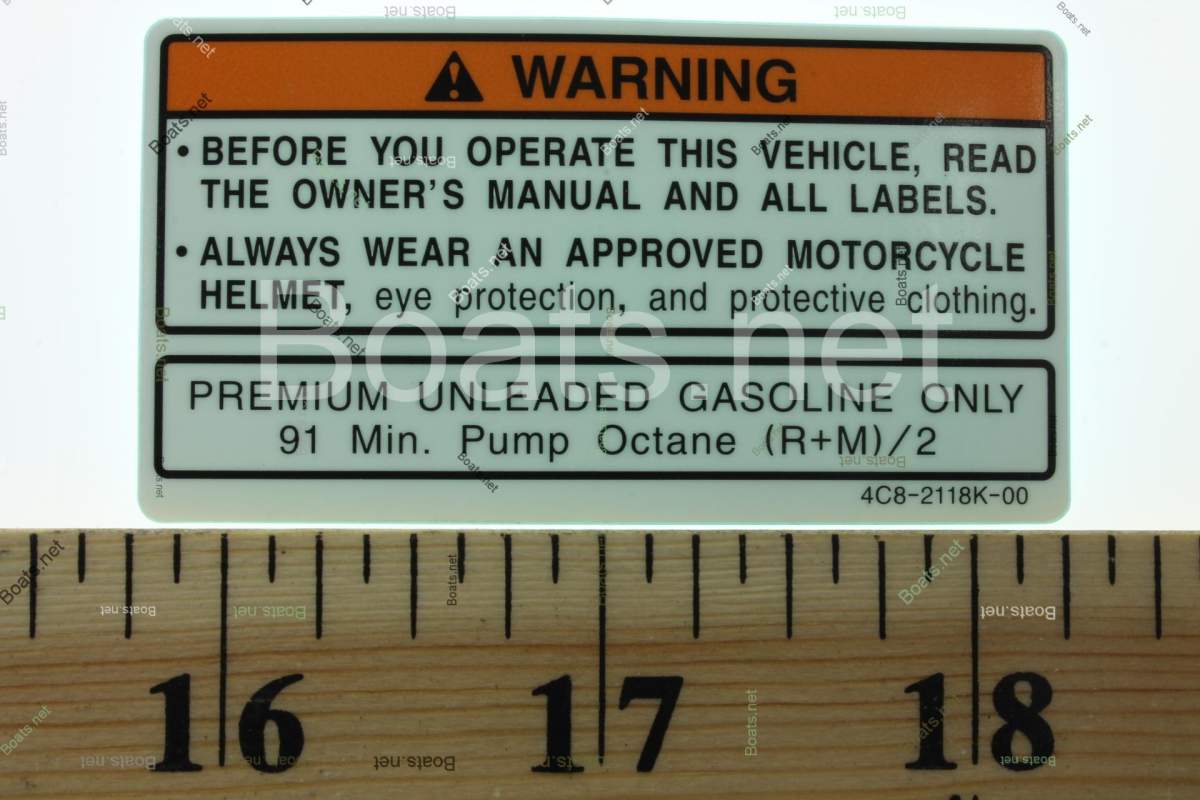 WARNING
• BEFORE YOU OPERATE THIS VEHICLE, READ
THE OWNER'S MANUAL AND ALL LABELS.
• ALWAYS WEAR AN APPROVED MOTORCYCLE
HELMET, eye protection, and protective clothing.
Boats.net
PREMIUM UNLEADED GASOLINE ONLY
91 Min. Pump Octane (R+M)/2
4C8-2118K-00
16 17 18